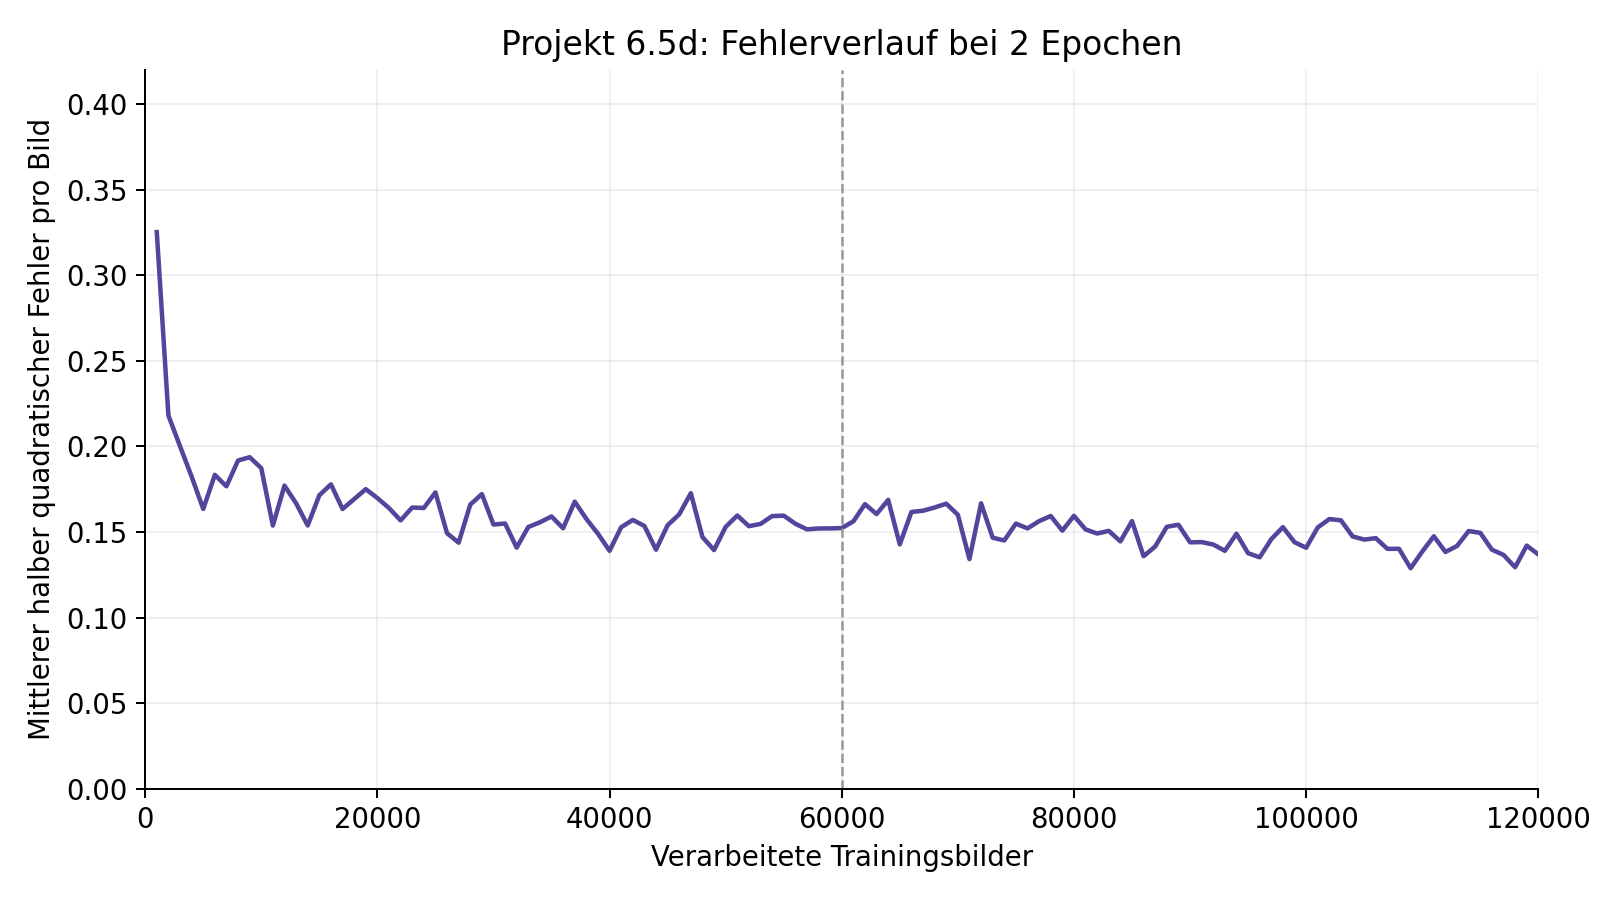 Projekt 6.5d: Fehlerverlauf bei 2 Epochen
Mittlerer halber quadratischer Fehler pro Bild
0.40
0.35
0.30
0.25
0.20
0.15
0.10
0.05
0.00
0 20000 40000 60000 80000 100000 120000
Verarbeitete Trainingsbilder